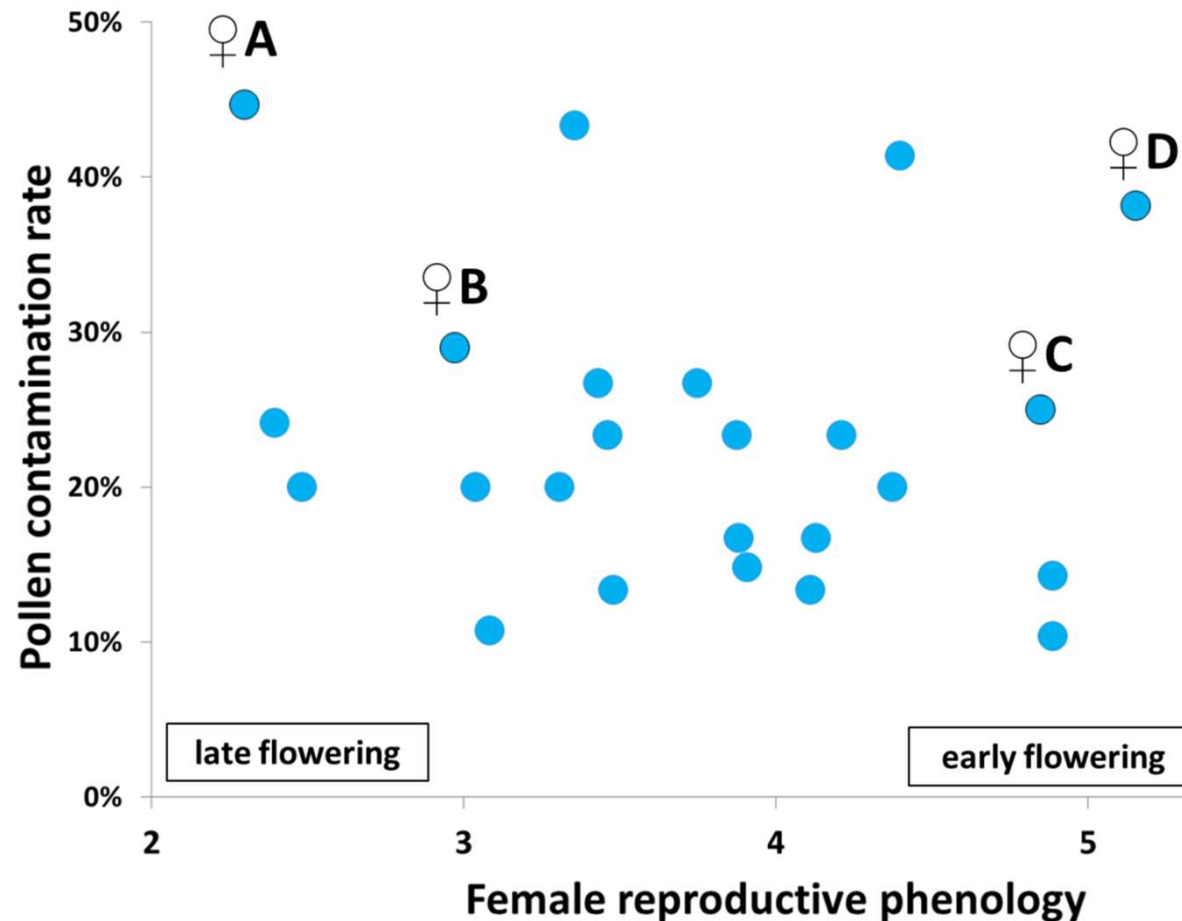 50%
♀ A
40%
♀ D
30%
♀ B
♀ C
20%
10%
late flowering
early flowering
0%
2 3 4 5
Pollen contamination rate
Female reproductive phenology